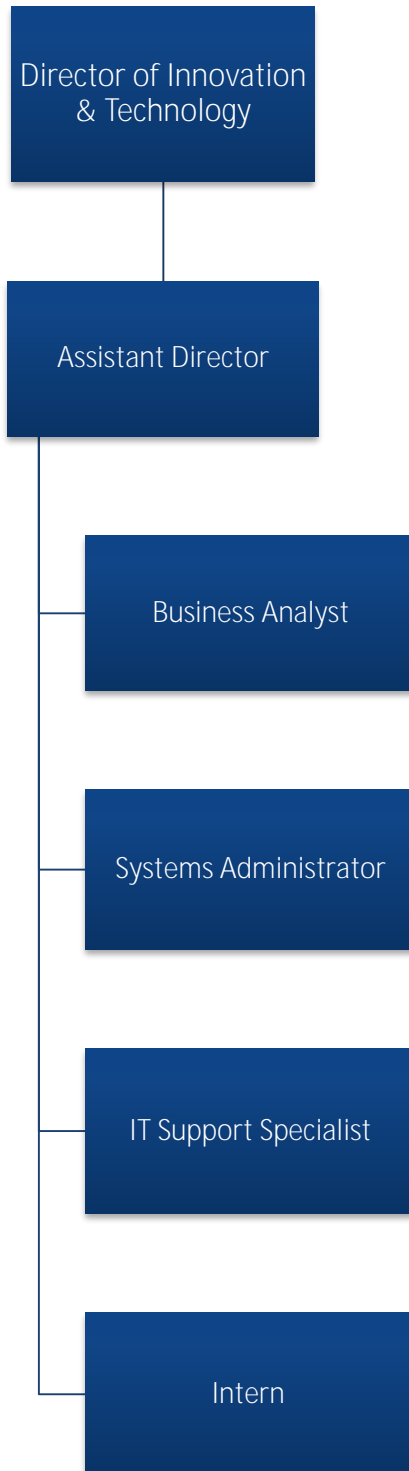 Director of Innovation
& Technology
Assistant Director
Business Analyst
Systems Administrator
IT Support Specialist
Intern